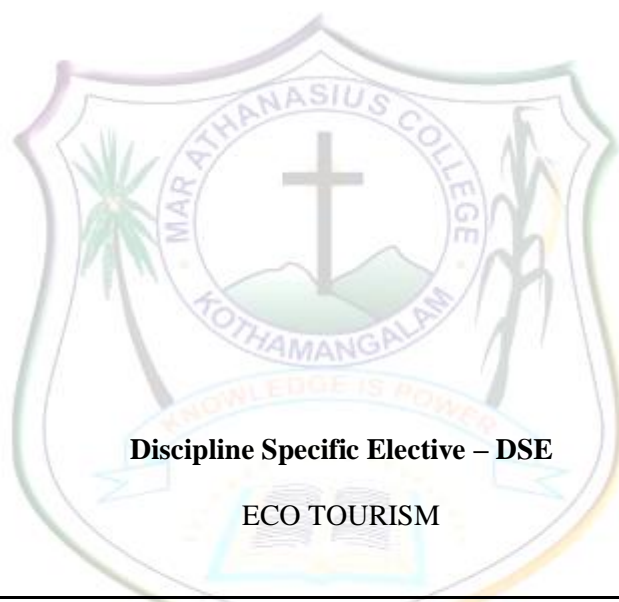 MAR ATHANASIUS COLLEGE
KOTHAMANGALAM
KNOWLEDGE IS POWER
Discipline Specific Elective – DSE
ECO TOURISM